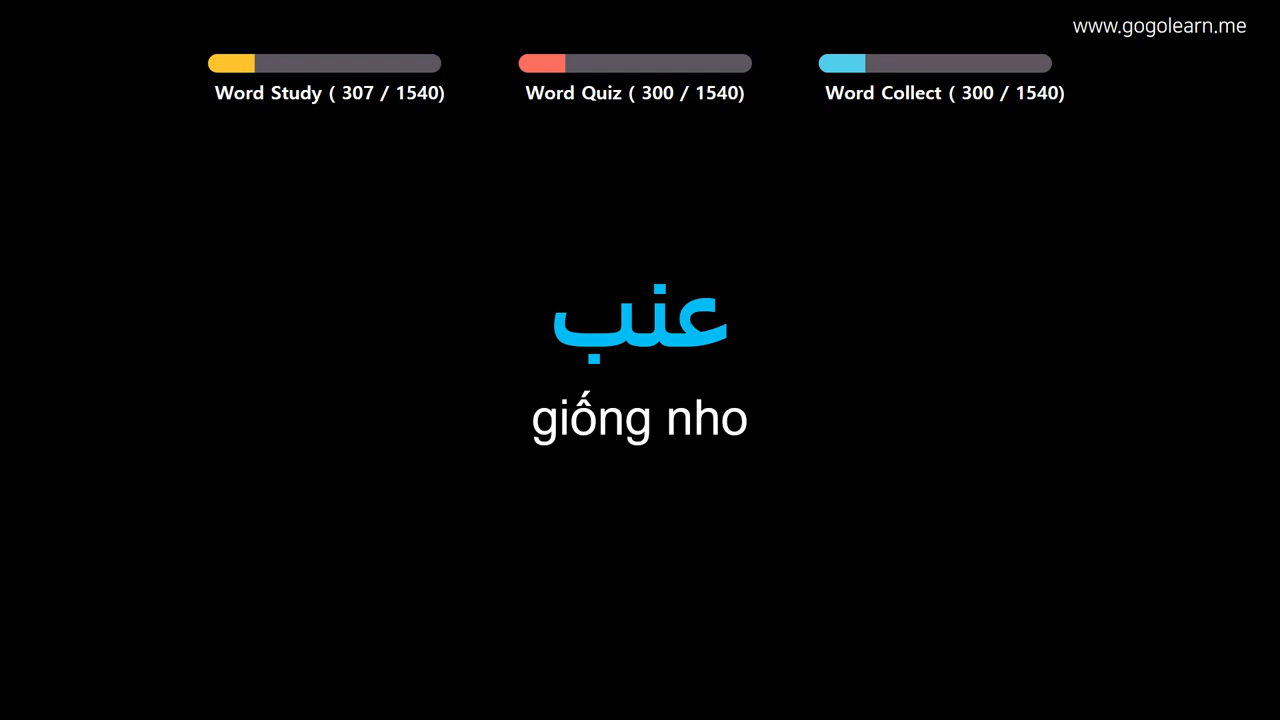 www.gogolearn.me
Word Study ( 307 / 1540)
Word Quiz ( 300 / 1540)
Word Collect ( 300 / 1540)
عنب
giống nho